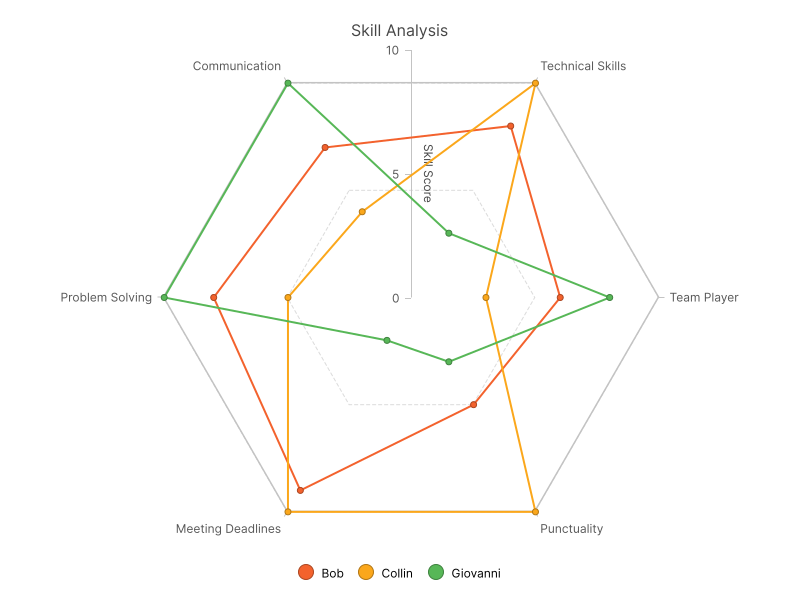 Skill Analysis
10
Communication
Technical Skills
5
Skill Score
Problem Solving
0
Team Player
Meeting Deadlines
Punctuality
Bob
Collin
Giovanni